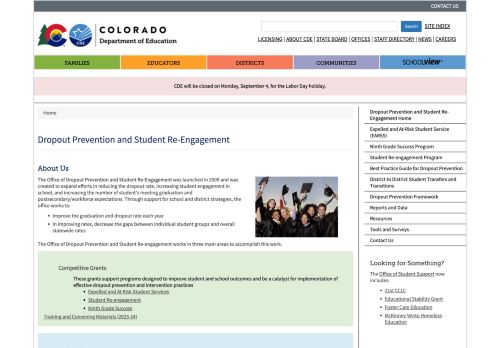 CONTACT US
COLORADO
Department of Education
CDE
Search
SITE INDEX
LICENSING | ABOUT CDE | STATE BOARD | OFFICES | STAFF DIRECTORY | NEWS | CAREERS
FAMILIES
EDUCATORS
DISTRICTS
COMMUNITIES
SCHOOLVIEW
CDE will be closed on Monday, September 4, for the Labor Day holiday.
Home
Dropout Prevention and Student Re-Engagement
About Us
The Office of Dropout Prevention and Student Re-Engagement was launched in 2009 and was
created to expand efforts in reducing the dropout rate, increasing student engagement in
school, and increasing the number of student's meeting graduation and
postsecondary/workforce expectations. Through support for school and district strategies, the
office works to:
• Improve the graduation and dropout rate each year
• In improving rates, decrease the gaps between individual student groups and overall
statewide rates
The Office of Dropout Prevention and Student Re-engagement works in three main areas to accomplish this work.
Competitive Grants
These grants support programs designed to improve student and school outcomes and be a catalyst for implementation of
effective dropout prevention and intervention practices
• Expelled and At-Risk Student Services
• Student Re-engagement
• Ninth Grade Success
Training and Convening Materials (2023-24)
Dropout Prevention and Student Re-
Engagement Home
Expelled and At-Risk Student Service
(EARSS)
Ninth Grade Success Program
Student Re-engagement Program
Best Practice Guide for Dropout Prevention
District to District Student Transfers and
Transitions
Dropout Prevention Framework
Reports and Data
Resources
Tools and Surveys
Contact Us
Looking for Something?
The Office of Student Support now
includes:
• 21st CCLC
• Educational Stability Grant
• Foster Care Education
• McKinney-Vento Homeless
Education